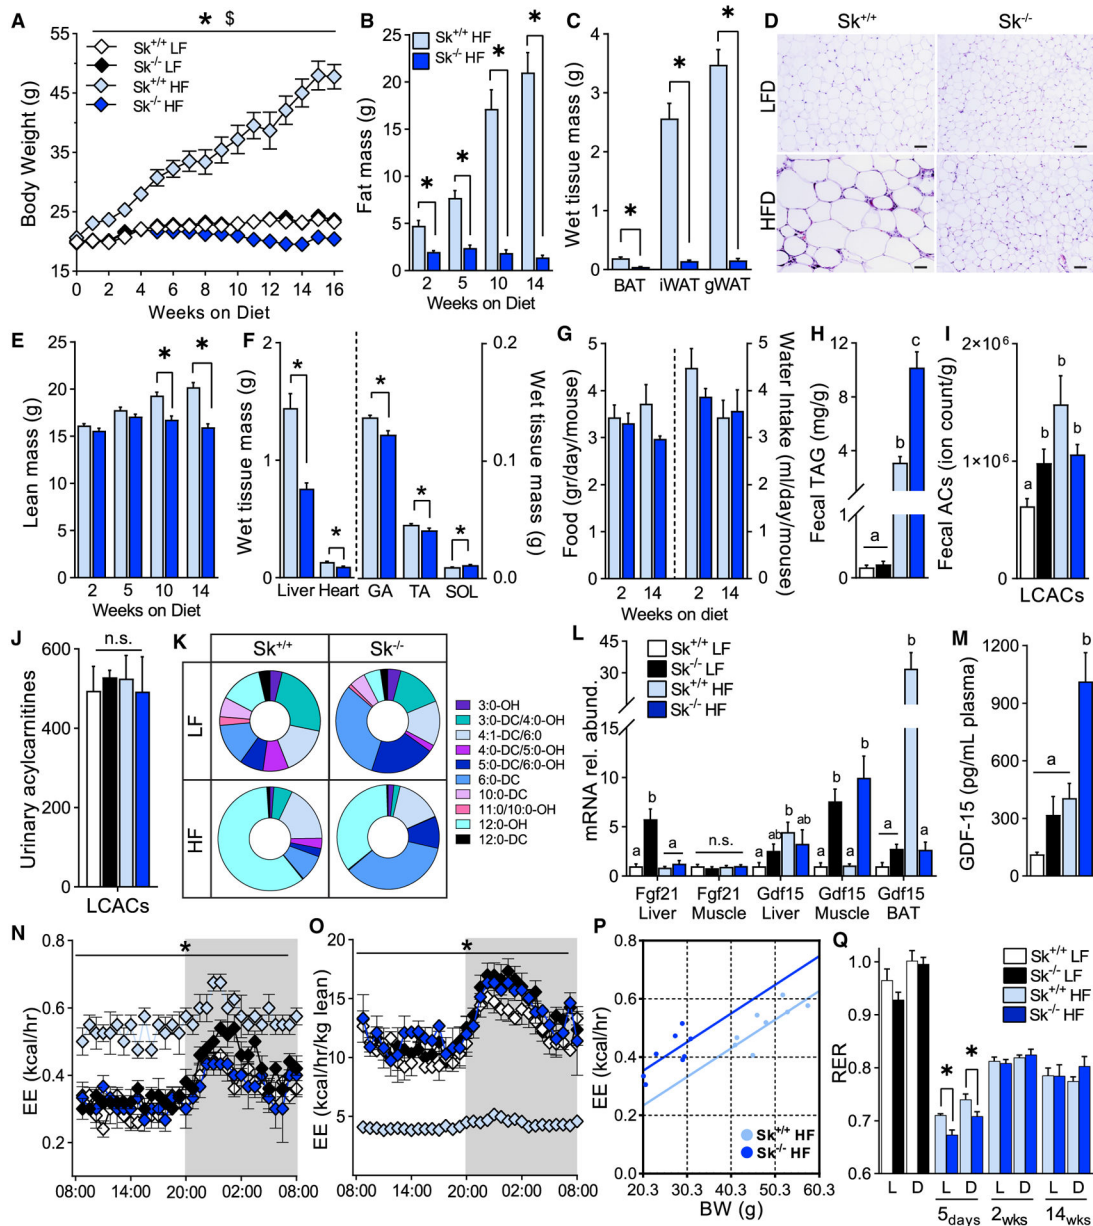 A
* $
Sk+/+ LF
Sk-/- LF
Sk+/+ HF
Sk-/- HF
Body Weight (g)
55
45
35
25
15
0 2 4 6 8 10 12 14 16
Weeks on Diet
B
Sk+/+ HF
Sk-/- HF
* * * *
Fat mass (g)
25
20
15
10
5
0
2 5 10 14
Weeks on Diet
C
* * *
Wet tissue mass (g)
4
3
2
1
0
BAT iWAT gWAT
D
Sk+/+ Sk-/-
LFD
HFD
E
* *
Lean mass (g)
25
20
15
10
5
0
2 5 10 14
Weeks on Diet
F
* * * * *
Wet tissue mass (g)
2
1
0
0.2
0.1
0.0
Wet tissue mass (g)
Liver Heart GA TA SOL
G
Food (gr/day/mouse)
5
4
3
2
1
0
5
4
3
2
1
0
Water Intake (ml/day/mouse)
2 14 2 14
Weeks on diet
H
Fecal TAG (mg/g)
12
8
4
1
0
a b c
I
Fecal ACs (ion count/g)
2×10⁶
1×10⁶
0
a b b b
LCACs
J
n.s.
Urinary acylcarnitines
600
400
200
0
LCACs
K
Sk+/+ Sk-/-
LF
HF
3:0-OH
3:0-DC/4:0-OH
4:1-DC/6:0
4:0-DC/5:0-OH
5:0-DC/6:0-OH
6:0-DC
10:0-DC
11:0/10:0-OH
12:0-OH
12:0-DC
L
Sk+/+ LF
Sk-/- LF
Sk+/+ HF
Sk-/- HF
mRNA rel. abund.
45
30
10
5
0
a b a
n.s.
a ab b ab
a b a b
a a b a
Fgf21 Fgf21 Gdf15 Gdf15 Gdf15
Liver Muscle Liver Muscle BAT
M
GDF-15 (pg/mL plasma)
1200
900
600
300
0
a b
N
*
EE (kcal/hr)
0.8
0.6
0.4
0.2
08:00 14:00 20:00 02:00 08:00
O
*
EE (kcal/hr/kg lean)
20
15
10
5
08:00 14:00 20:00 02:00 08:00
P
EE (kcal/hr)
0.8
0.6
0.4
0.2
0.0
Sk+/+ HF
Sk-/- HF
20.3 30.3 40.3 50.3 60.3
BW (g)
Q
Sk+/+ LF
Sk-/- LF
Sk+/+ HF
Sk-/- HF
* *
RER
1.0
0.9
0.8
0.7
0.6
L D L D L D L D
5days 2wks 14wks